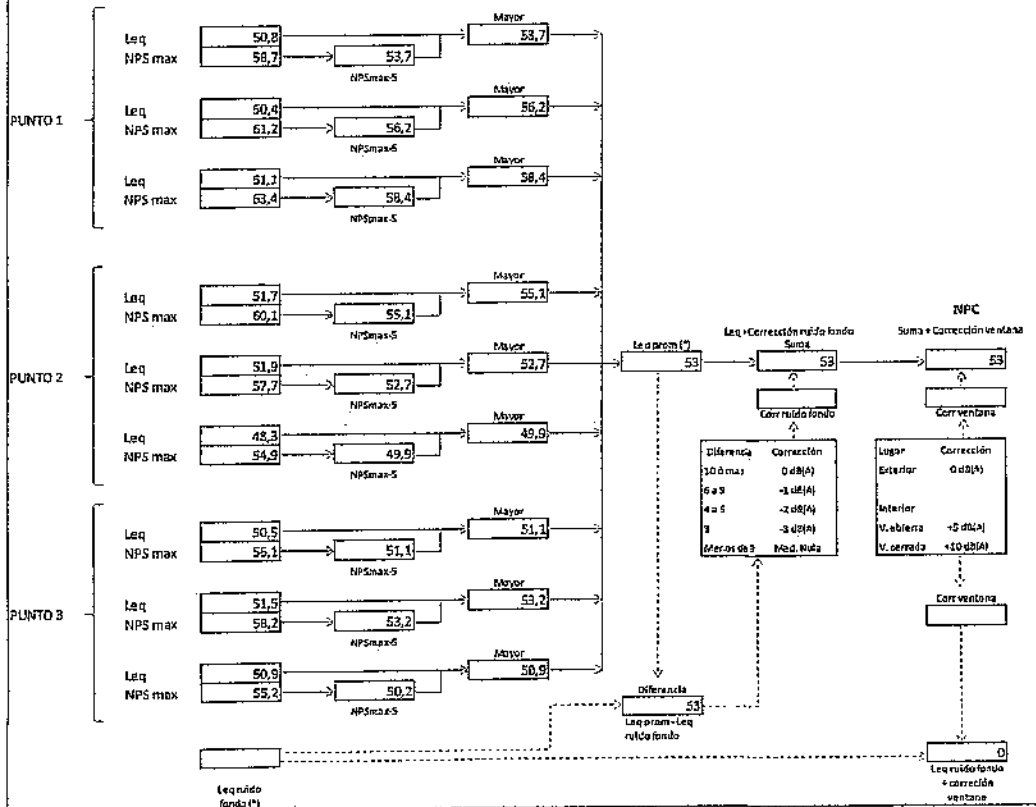 PUNTO 1
Mayor
Leq 50,8 53,7
NPS max 58,7 53,7
NPSmax-5
Mayor
Leq 50,4 56,2
NPS max 61,2 56,2
NPSmax-5
Mayor
Leq 51,1 58,4
NPS max 63,4 58,4
NPSmax-5
PUNTO 2
Mayor
Leq 51,7 55,1
NPS max 60,1 55,1
NPSmax-5
Mayor
Leq 51,9 52,7
NPS max 57,7 52,7
NPSmax-5
Mayor
Leq 48,3 49,9
NPS max 54,9 49,9
NPSmax-5
PUNTO 3
Mayor
Leq 50,5 51,1
NPS max 56,1 51,1
NPSmax-5
Mayor
Leq 51,5 53,2
NPS max 58,2 53,2
NPSmax-5
Mayor
Leq 50,9 50,9
NPS max 55,2 50,2
NPSmax-5
Leq ruido
fondo (*)
Leq prom (*)
53
Leq +Corrección ruido fondo
Suma
53
Corr ruido fondo
Diferencia Corrección
10 ó mas 0 dB(A)
6 a 9 -1 dB(A)
4 a 5 -2 dB(A)
3 -3 dB(A)
Menos de 3 Med. Nula
Diferencia
53
Leq prom - Leq
ruido fondo
NPC
Suma + Corrección ventana
53
Corr ventana
Lugar Corrección
Exterior 0 dB(A)
Interior
V. abierta +5 dB(A)
V. cerrada +10 dB(A)
Corr ventana
0
Leq ruido fondo
+ correción
ventana